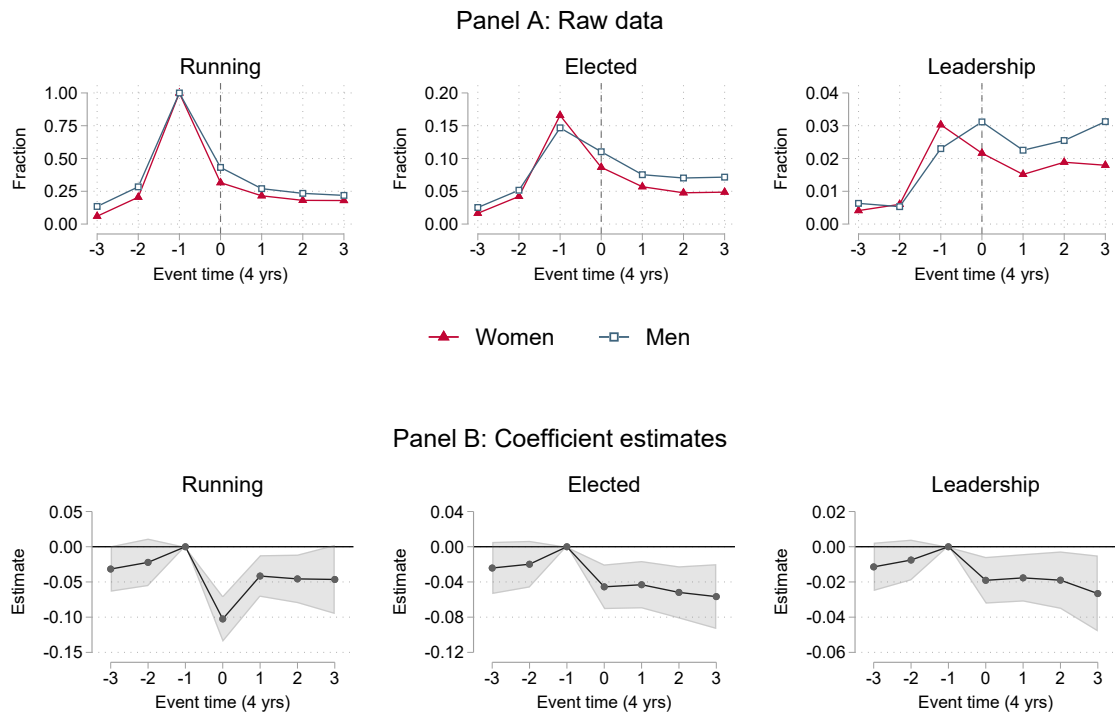 Panel A: Raw data
Running
Fraction
1.00
0.75
0.50
0.25
0.00
-3 -2 -1 0 1 2 3
Event time (4 yrs)
Elected
Fraction
0.20
0.15
0.10
0.05
0.00
-3 -2 -1 0 1 2 3
Event time (4 yrs)
Leadership
Fraction
0.04
0.03
0.02
0.01
0.00
-3 -2 -1 0 1 2 3
Event time (4 yrs)
Women Men
Panel B: Coefficient estimates
Running
Estimate
0.05
0.00
-0.05
-0.10
-0.15
-3 -2 -1 0 1 2 3
Event time (4 yrs)
Elected
Estimate
0.04
0.00
-0.04
-0.08
-0.12
-3 -2 -1 0 1 2 3
Event time (4 yrs)
Leadership
Estimate
0.02
0.00
-0.02
-0.04
-0.06
-3 -2 -1 0 1 2 3
Event time (4 yrs)